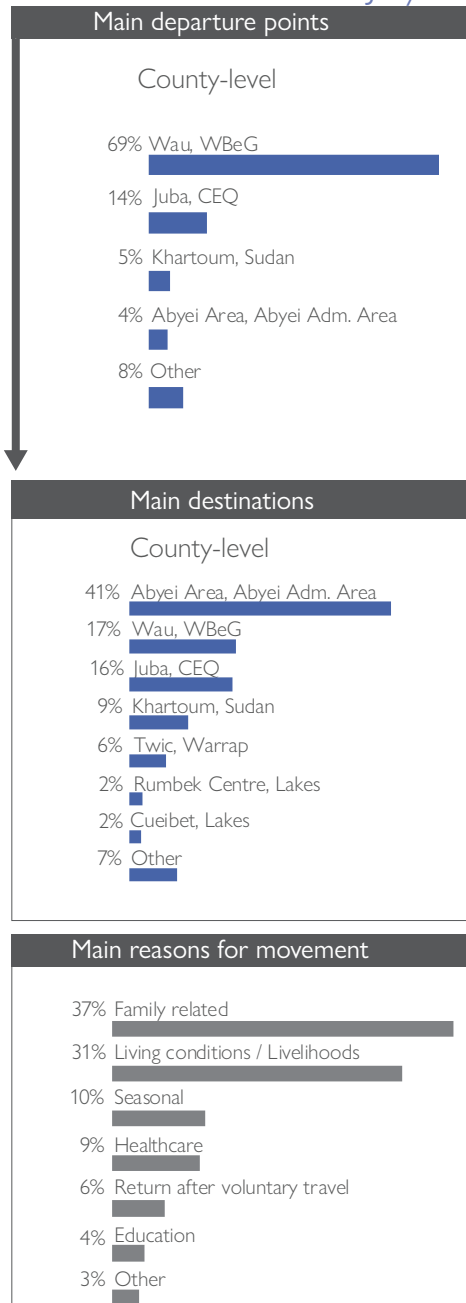 Main departure points
County-level
69% Wau, WBeG
14% Juba, CEQ
5% Khartoum, Sudan
4% Abyei Area, Abyei Adm. Area
8% Other
Main destinations
County-level
41% Abyei Area, Abyei Adm. Area
17% Wau, WBeG
16% Juba, CEQ
9% Khartoum, Sudan
6% Twic, Warrap
2% Rumbek Centre, Lakes
2% Cueibet, Lakes
7% Other
Main reasons for movement
37% Family related
31% Living conditions / Livelihoods
10% Seasonal
9% Healthcare
6% Return after voluntary travel
4% Education
3% Other